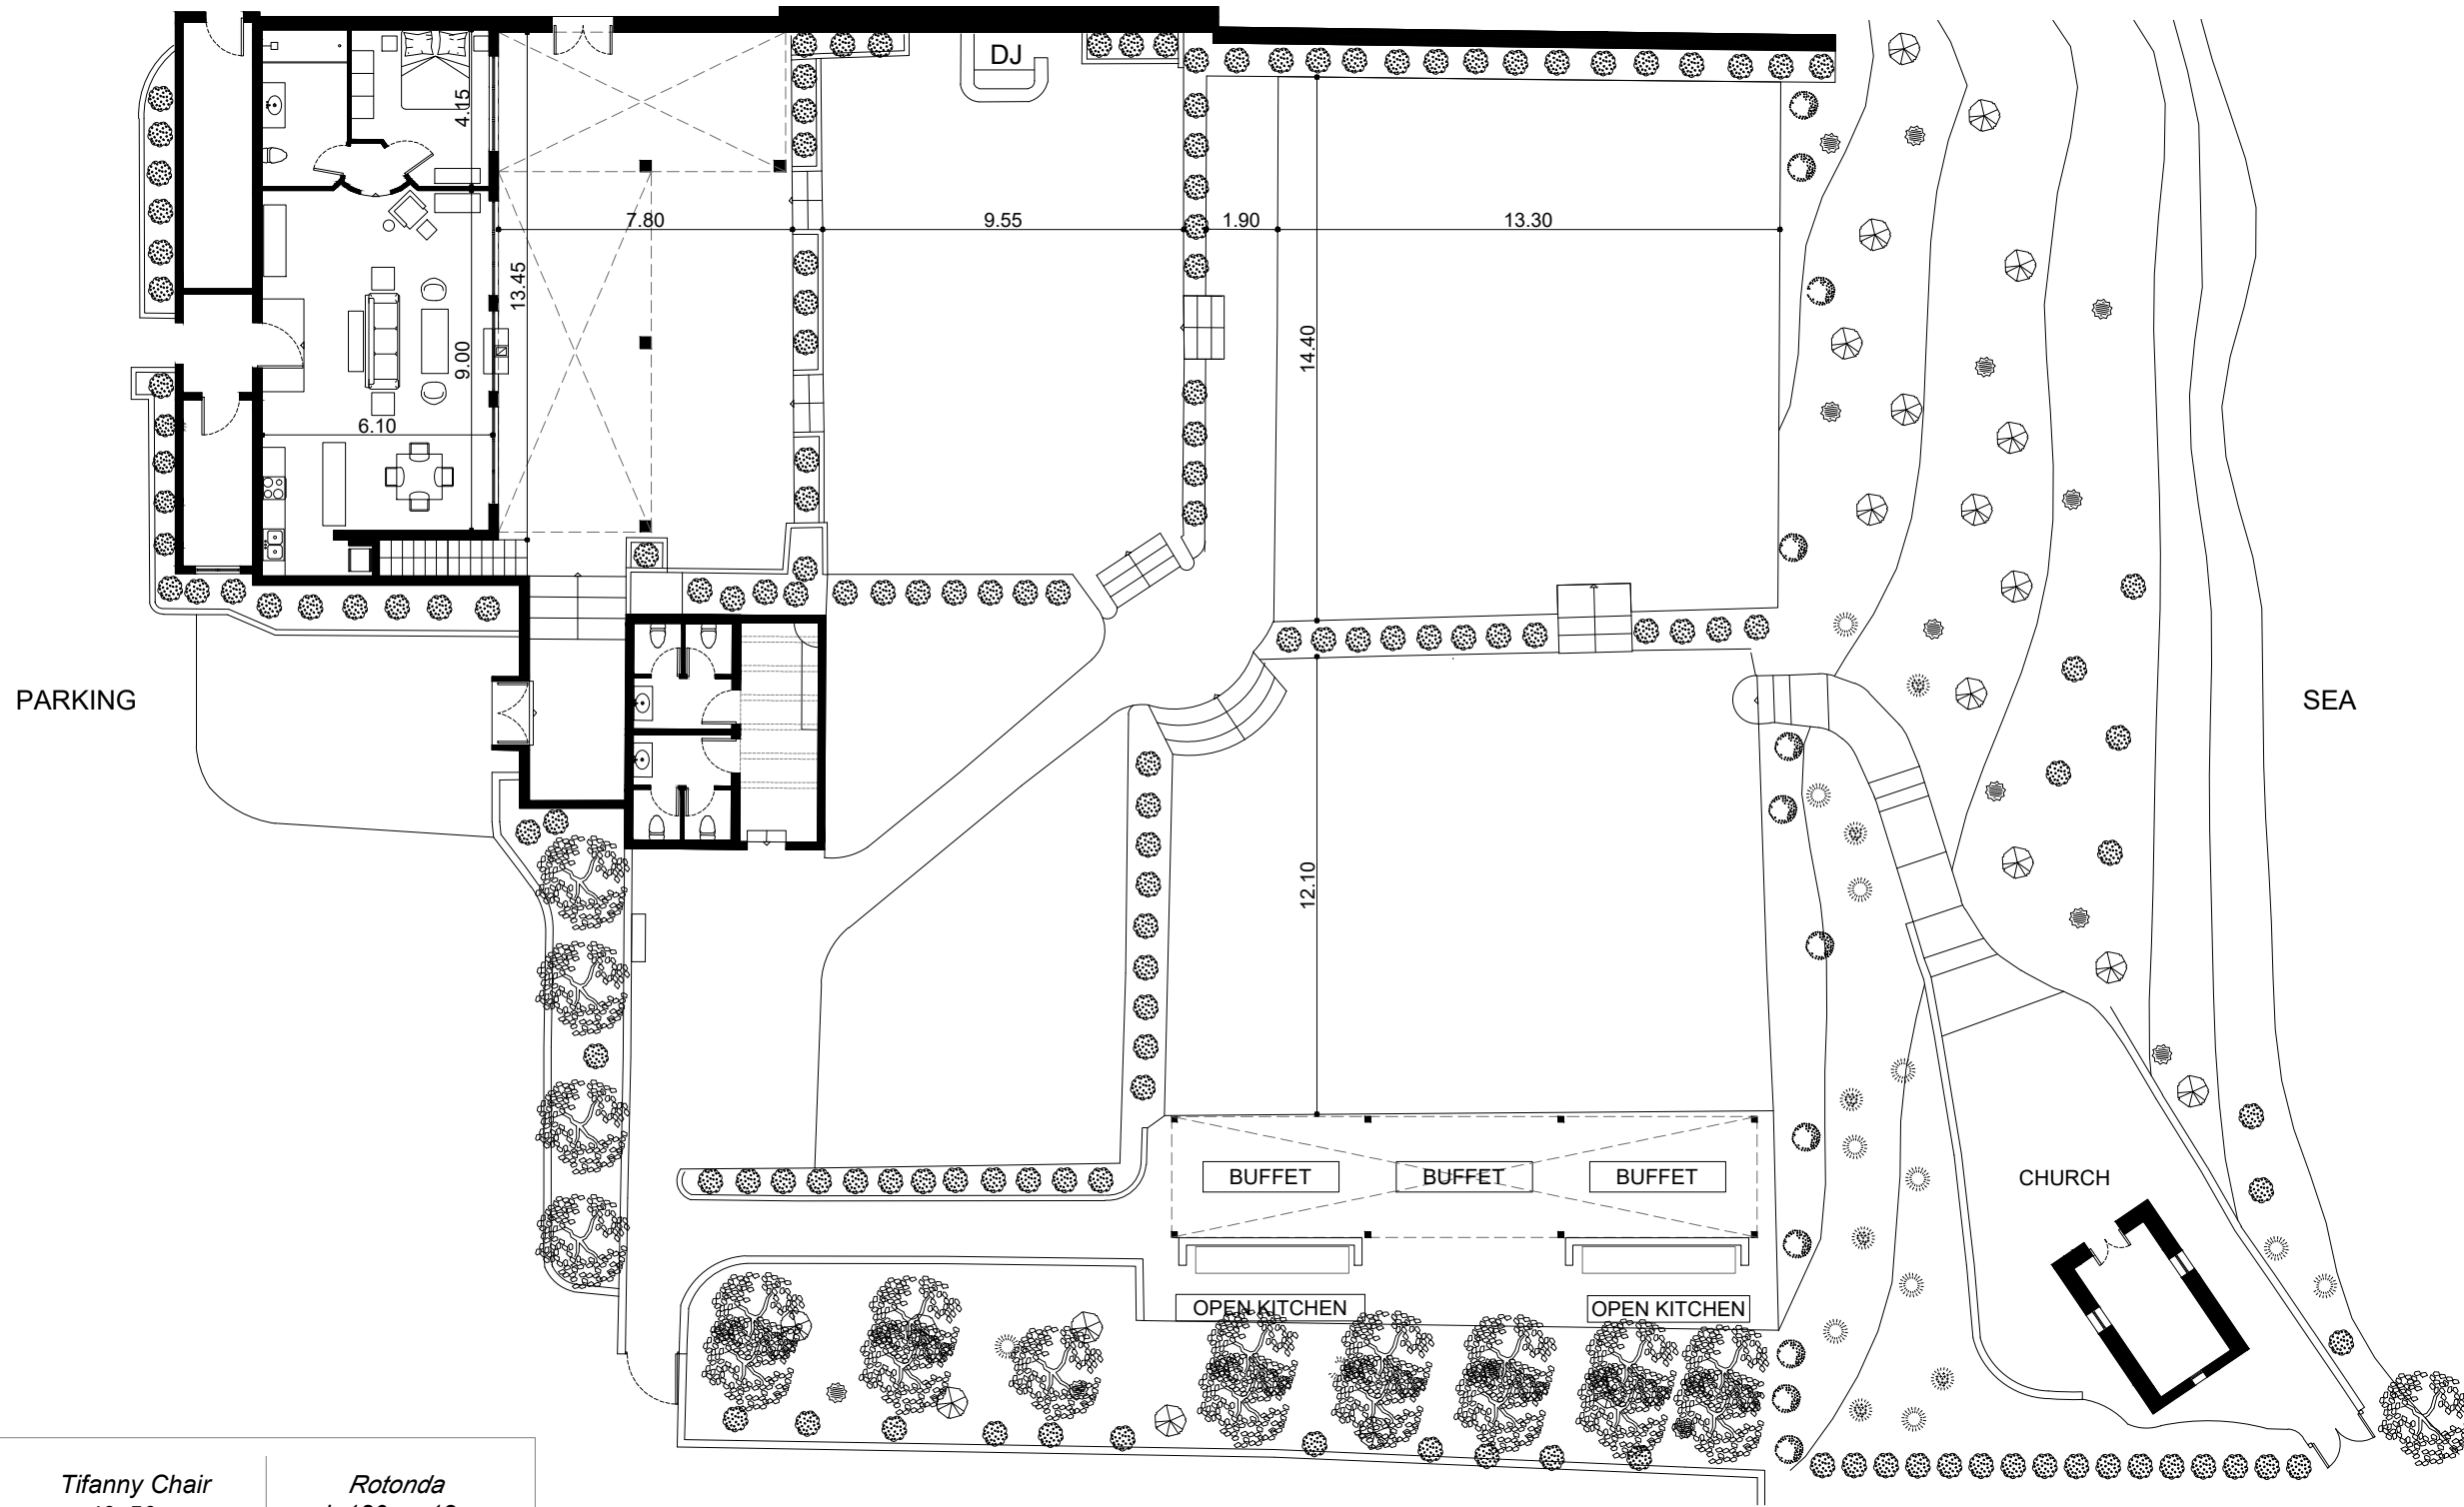 DJ
4.15
7.80
9.55
1.90
13.30
13.45
14.40
9.00
6.10
PARKING
SEA
12.10
BUFFET
BUFFET
BUFFET
CHURCH
OPEN KITCHEN
OPEN KITCHEN
Tifanny Chair
Rotonda